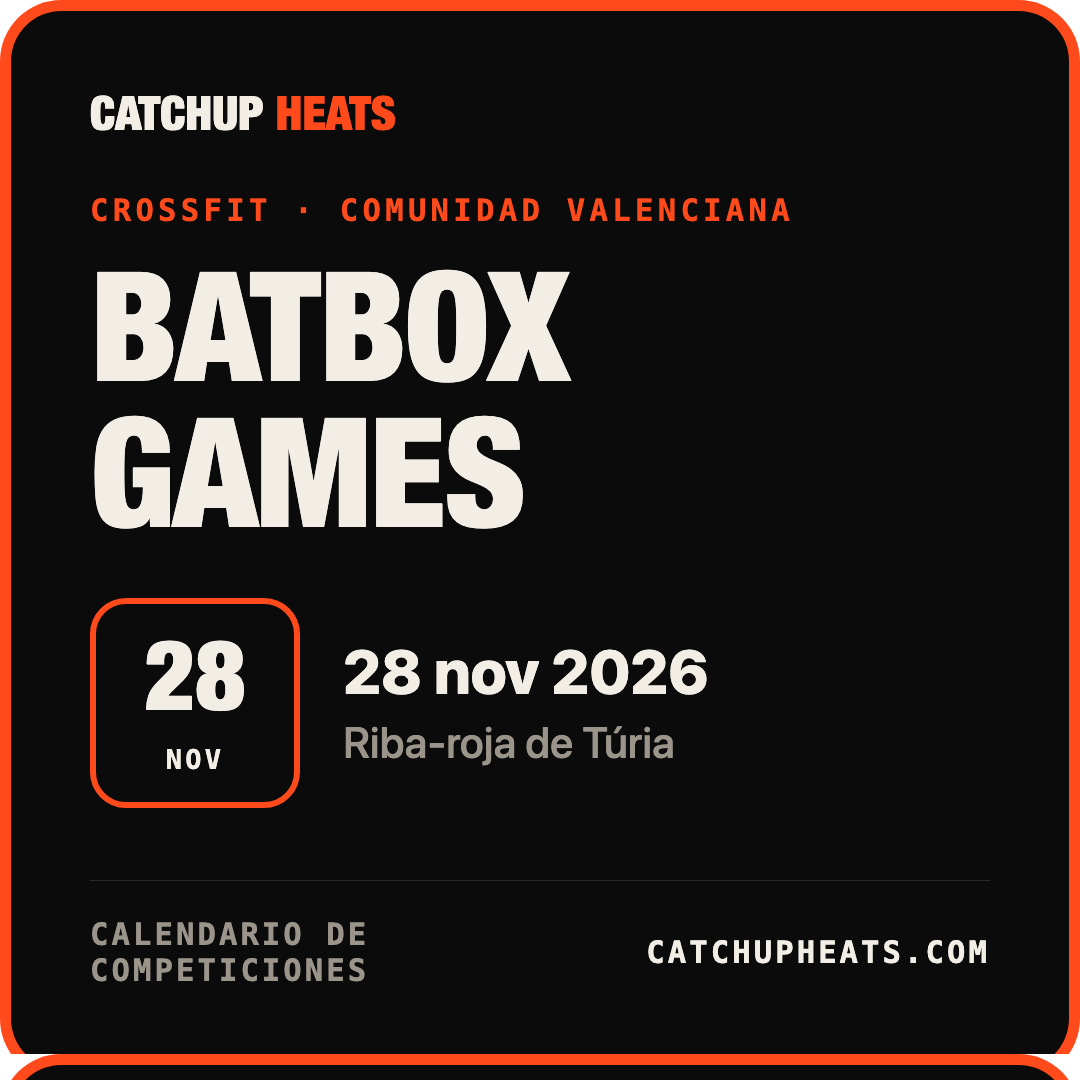 CATCHUP HEATS
CROSSFIT · COMUNIDAD VALENCIANA
BATBOX
GAMES
28
NOV
28 nov 2026
Riba-roja de Túria
CALENDARIO DE
COMPETICIONES
CATCHUPHEATS.COM